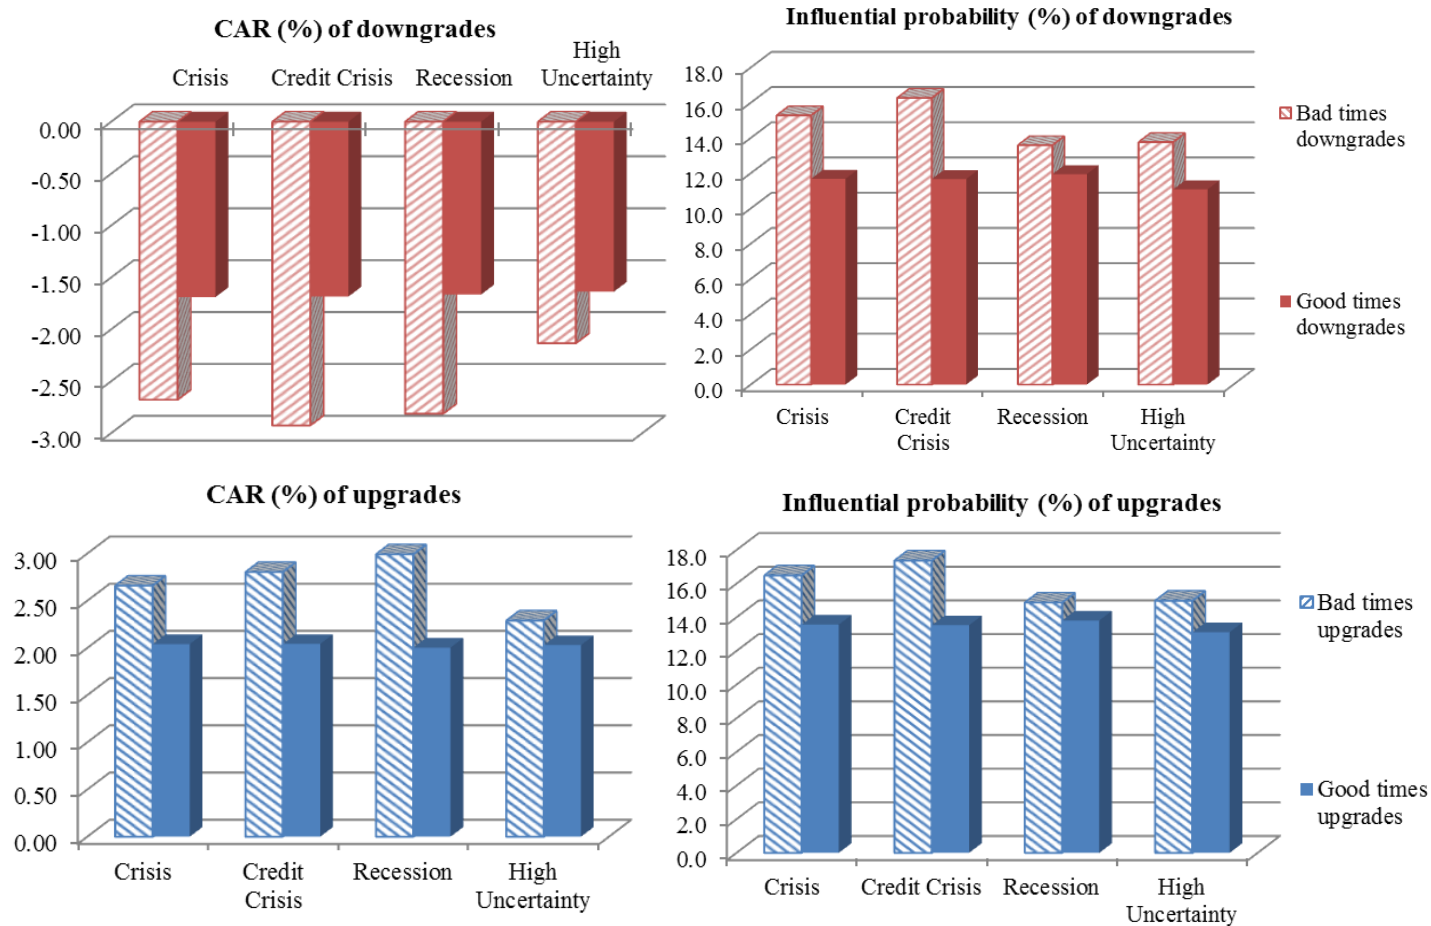 CAR (%) of downgrades
Crisis
Credit Crisis
Recession
High
Uncertainty
0.00
-0.50
-1.00
-1.50
-2.00
-2.50
-3.00
Influential probability (%) of downgrades
18.0
16.0
14.0
12.0
10.0
8.0
6.0
4.0
2.0
0.0
Crisis
Credit
Crisis
Recession
High
Uncertainty
Bad times
downgrades
Good times
downgrades
CAR (%) of upgrades
3.00
2.50
2.00
1.50
1.00
0.50
0.00
Crisis
Credit
Crisis
Recession
High
Uncertainty
Influential probability (%) of upgrades
18.0
16.0
14.0
12.0
10.0
8.0
6.0
4.0
2.0
0.0
Crisis
Credit Crisis
Recession
High
Uncertainty
Bad times
upgrades
Good times
upgrades